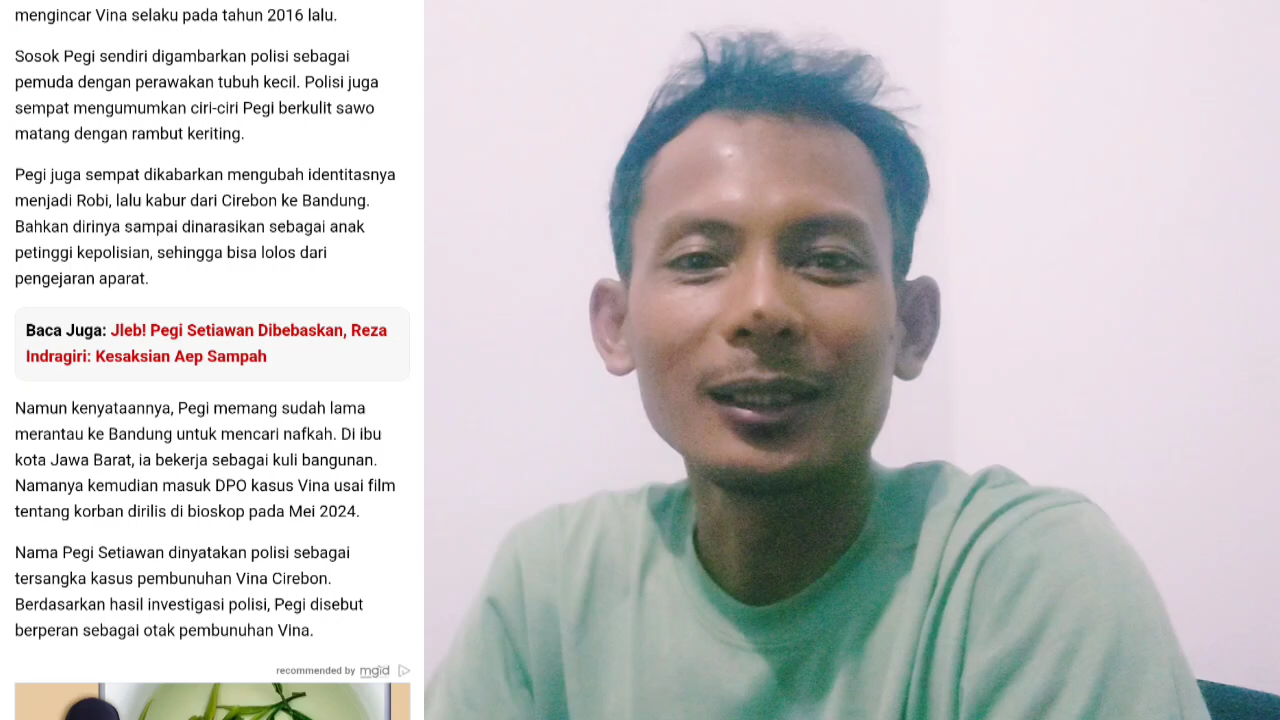 mengincar Vina selaku pada tahun 2016 lalu.
Sosok Pegi sendiri digambarkan polisi sebagai
pemuda dengan perawakan tubuh kecil. Polisi juga
sempat mengumumkan ciri-ciri Pegi berkulit sawo
matang dengan rambut keriting.
Pegi juga sempat dikabarkan mengubah identitasnya
menjadi Robi, lalu kabur dari Cirebon ke Bandung.
Bahkan dirinya sampai dinarasikan sebagai anak
petinggi kepolisian, sehingga bisa lolos dari
pengejaran aparat.
Baca Juga: Jleb! Pegi Setiawan Dibebaskan, Reza
Indragiri: Kesaksian Aep Sampah
Namun kenyataannya, Pegi memang sudah lama
merantau ke Bandung untuk mencari nafkah. Di ibu
kota Jawa Barat, ia bekerja sebagai kuli bangunan.
Namanya kemudian masuk DPO kasus Vina usai film
tentang korban dirilis di bioskop pada Mei 2024.
Nama Pegi Setiawan dinyatakan polisi sebagai
tersangka kasus pembunuhan Vina Cirebon.
Berdasarkan hasil investigasi polisi, Pegi disebut
berperan sebagai otak pembunuhan Vina.
recommended by mgid